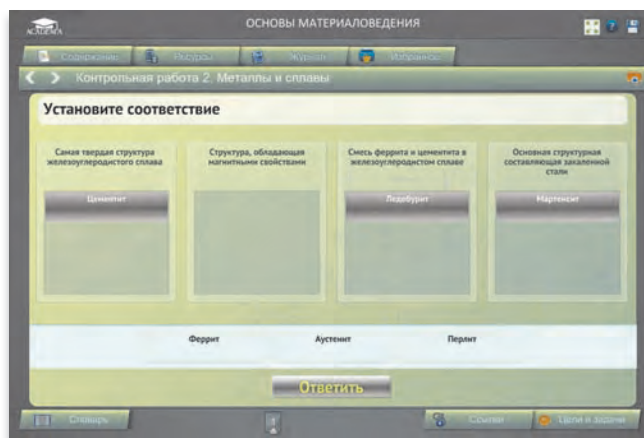 ACADEMIA
ОСНОВЫ МАТЕРИАЛОВЕДЕНИЯ
Содержание
Ресурсы
Журнал
Избранное
Контрольная работа 2. Металлы и сплавы
Установите соответствие
Самая твердая структура
железоуглеродистого сплава
Структура, обладающая
магнитными свойствами
Смесь феррита и цементита в
железоуглеродистом сплаве
Основная структурная
составляющая закаленной
стали
Цементит
Ледобурит
Мартенсит
Феррит
Аустенит
Перлит
Ответить
Словарь
Ссылки
Цели и задачи